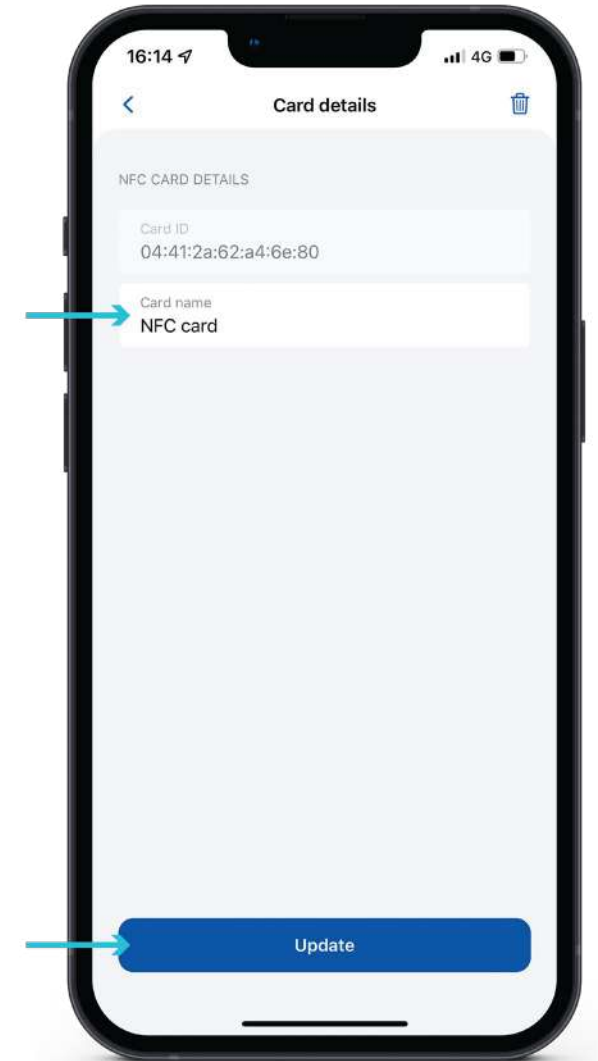 16:14
4G
Card details
NFC CARD DETAILS
Card ID
04:41:2a:62:a4:6e:80
Card name
NFC card
Update